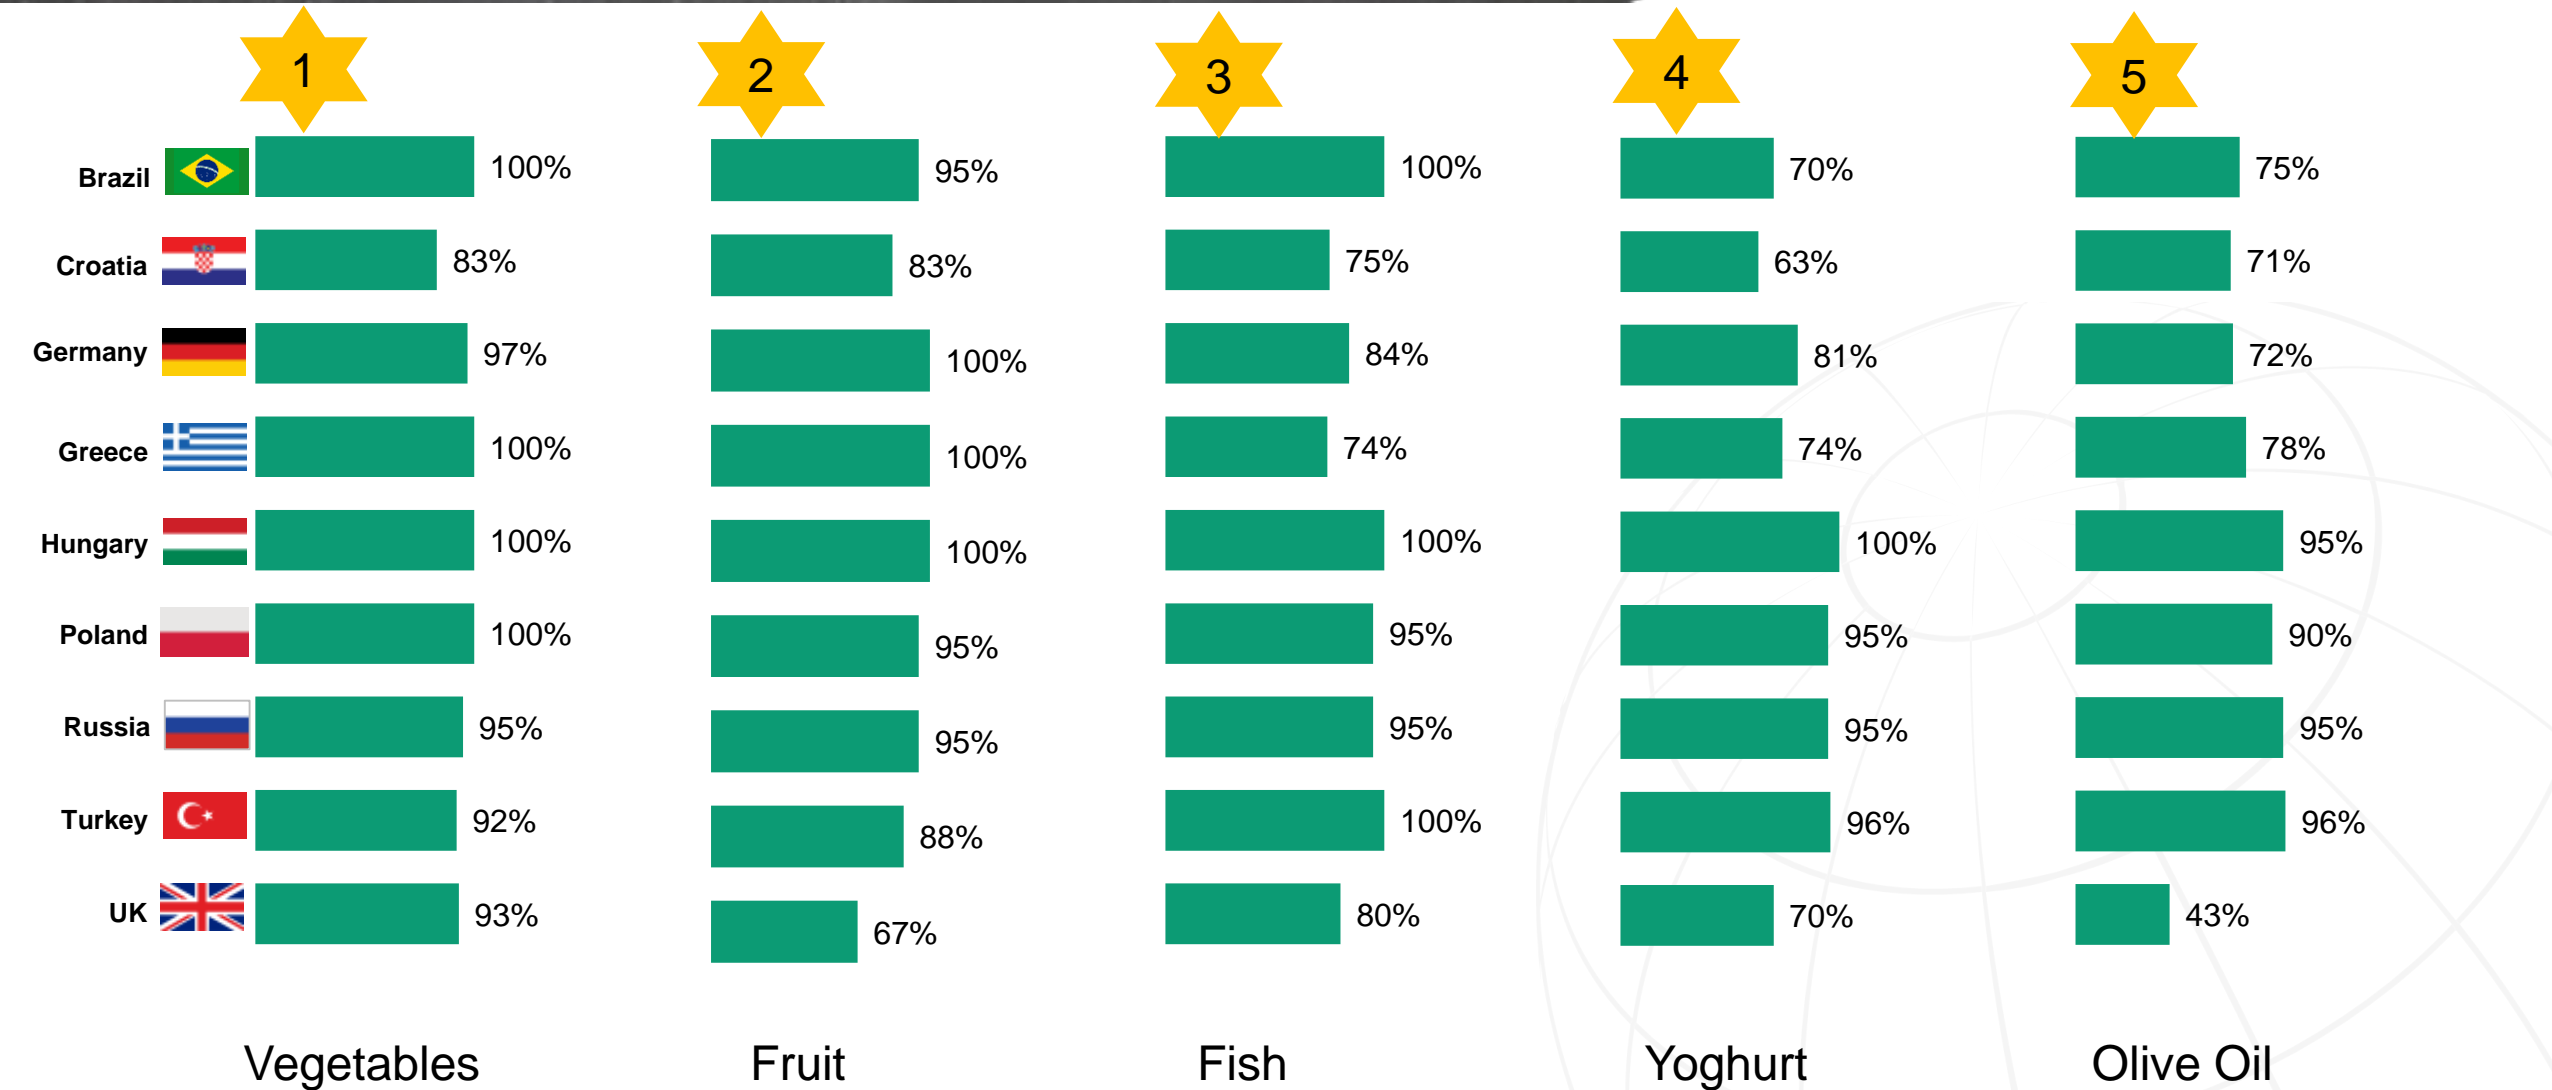 1 2 3 4 5
Brazil 100% 95% 100% 70% 75%
Croatia 83% 83% 75% 63% 71%
Germany 97% 100% 84% 81% 72%
Greece 100% 100% 74% 74% 78%
Hungary 100% 100% 100% 100% 95%
Poland 100% 95% 95% 95% 90%
Russia 95% 95% 95% 95% 95%
Turkey 92% 88% 100% 96% 96%
UK 93% 67% 80% 70% 43%
Vegetables Fruit Fish Yoghurt Olive Oil